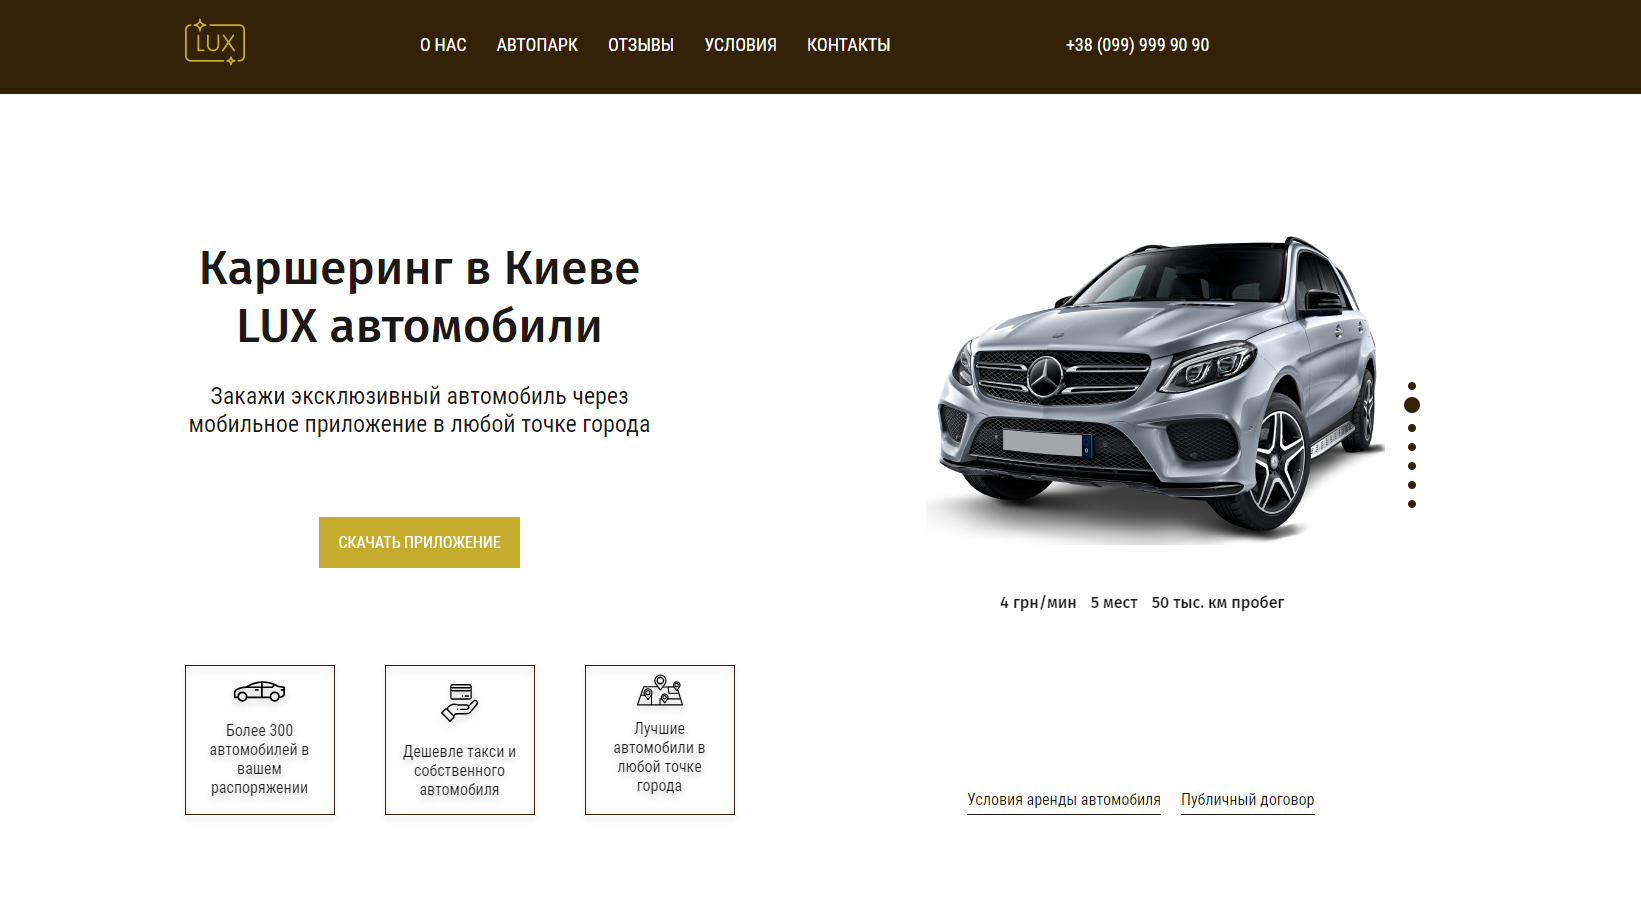 LUX
О НАС
АВТОПАРК
ОТЗЫВЫ
УСЛОВИЯ
КОНТАКТЫ
+38 (099) 999 90 90
Каршеринг в Киеве
LUX автомобили
Закажи эксклюзивный автомобиль через
мобильное приложение в любой точке города
СКАЧАТЬ ПРИЛОЖЕНИЕ
4 грн/мин
5 мест
50 тыс. км пробег
Более 300
автомобилей в
вашем
распоряжении
Дешевле такси и
собственного
автомобиля
Лучшие
автомобили в
любой точке
города
Условия аренды автомобиля
Публичный договор